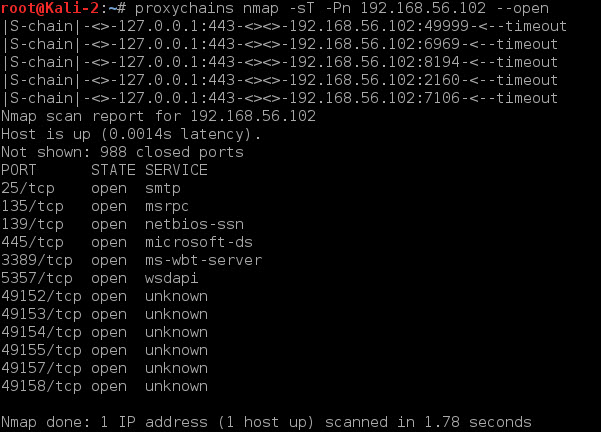 root@Kali-2:~# proxychains nmap -sT -Pn 192.168.56.102 --open
|S-chain|-<>-127.0.0.1:443-<><>-192.168.56.102:49999-<--timeout
|S-chain|-<>-127.0.0.1:443-<><>-192.168.56.102:6969-<--timeout
|S-chain|-<>-127.0.0.1:443-<><>-192.168.56.102:8194-<--timeout
|S-chain|-<>-127.0.0.1:443-<><>-192.168.56.102:2160-<--timeout
|S-chain|-<>-127.0.0.1:443-<><>-192.168.56.102:7106-<--timeout
Nmap scan report for 192.168.56.102
Host is up (0.0014s latency).
Not shown: 988 closed ports
PORT      STATE SERVICE
25/tcp    open  smtp
135/tcp   open  msrpc
139/tcp   open  netbios-ssn
445/tcp   open  microsoft-ds
3389/tcp  open  ms-wbt-server
5357/tcp  open  wsdapi
49152/tcp open  unknown
49153/tcp open  unknown
49154/tcp open  unknown
49155/tcp open  unknown
49157/tcp open  unknown
49158/tcp open  unknown
Nmap done: 1 IP address (1 host up) scanned in 1.78 seconds